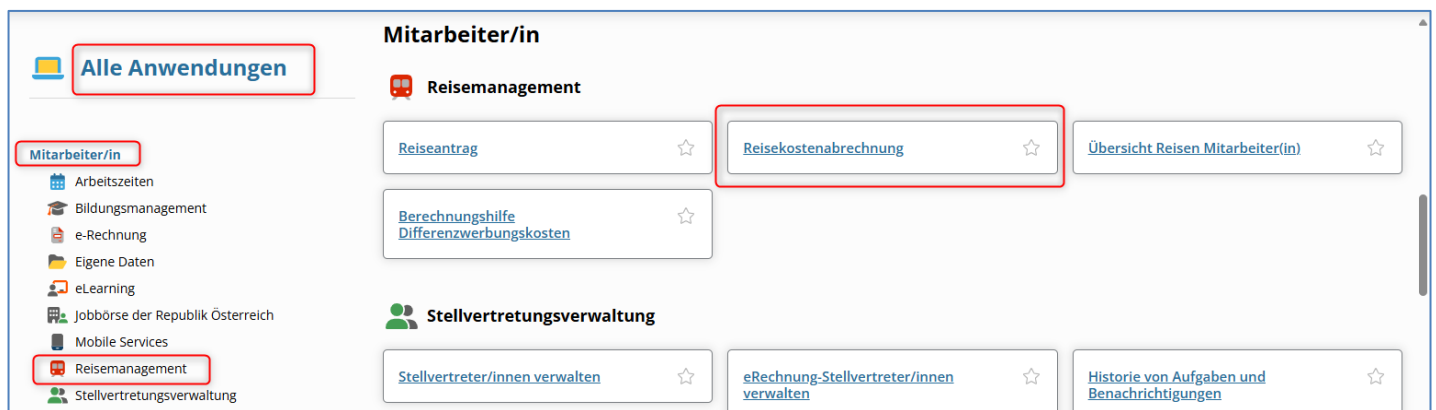 Alle Anwendungen
Mitarbeiter/in
Arbeitszeiten
Bildungsmanagement
e-Rechnung
Eigene Daten
eLearning
Jobbörse der Republik Österreich
Mobile Services
Reisemanagement
Stellvertretungsverwaltung
Mitarbeiter/in
Reisemanagement
Reiseantrag
Reisekostenabrechnung
Übersicht Reisen Mitarbeiter(in)
Berechnungshilfe
Differenzwerbungskosten
Stellvertretungsverwaltung
Stellvertreter/innen verwalten
eRechnung-Stellvertreter/innen
verwalten
Historie von Aufgaben und
Benachrichtigungen